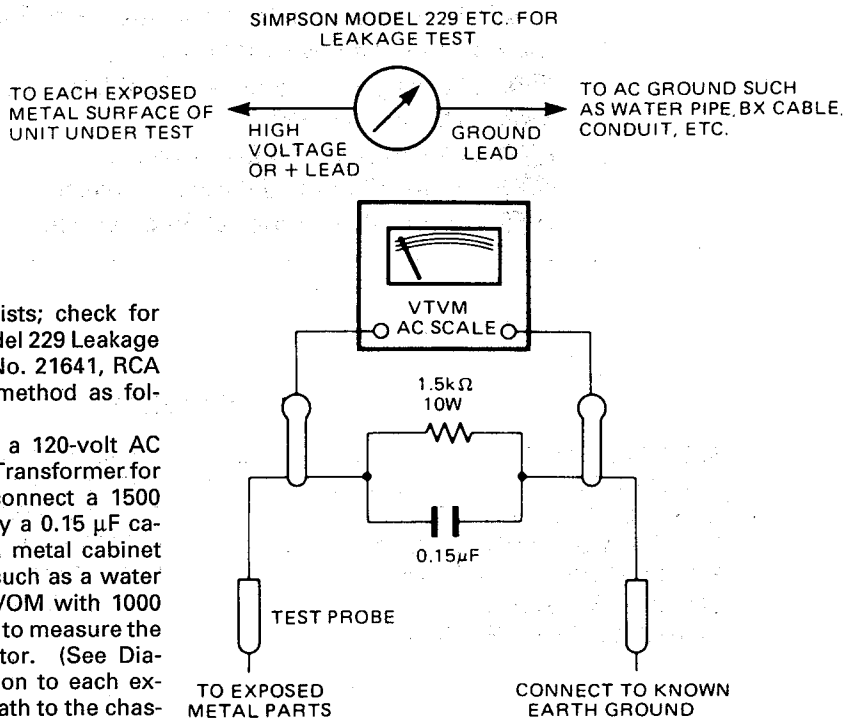 SIMPSON MODEL 229 ETC. FOR
LEAKAGE TEST
TO EACH EXPOSED
METAL SURFACE OF
UNIT UNDER TEST
HIGH
VOLTAGE
OR + LEAD
GROUND
LEAD
TO AC GROUND SUCH
AS WATER PIPE, BX CABLE,
CONDUIT, ETC.
ists; check for
del 229 Leakage
No. 21641, RCA
method as fol-
a 120-volt AC
Transformer for
connect a 1500
y a 0.15 μF ca-
metal cabinet
such as a water
VOM with 1000
to measure the
tor. (See Dia-
on to each ex-
ath to the chas-
VTVM
AC SCALE
1.5kΩ
10W
0.15μF
TEST PROBE
TO EXPOSED
METAL PARTS
CONNECT TO KNOWN
EARTH GROUND